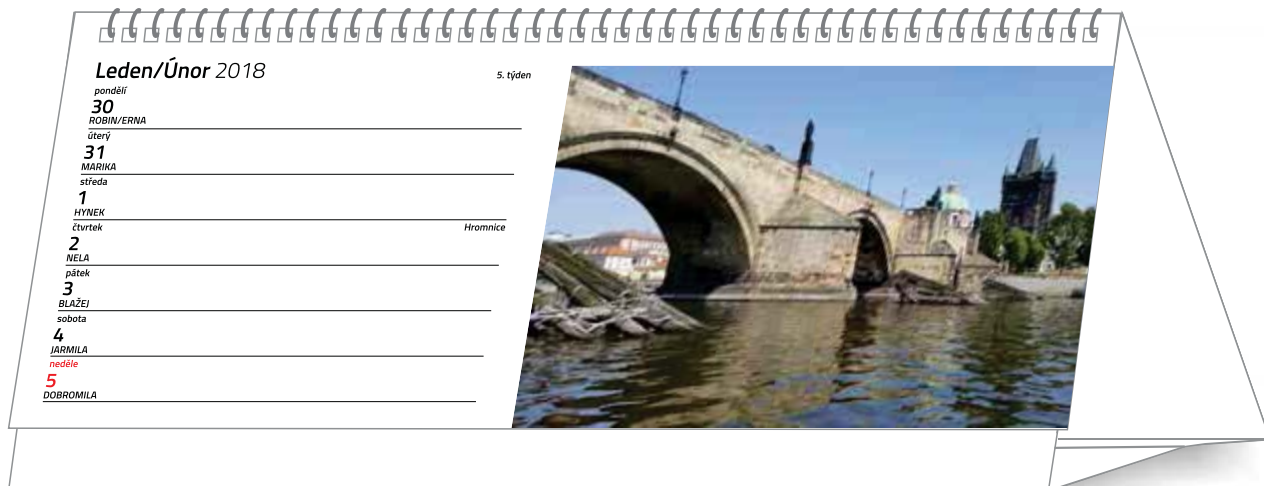 Leden/Únor 2018
5. týden
pondělí
30
ROBIN/ERNA
úterý
31
MARIKA
středa
1
HYNEK
čtvrtek
Hromnice
2
NELA
pátek
3
BLAŽEJ
sobota
4
JARMILA
neděle
5
DOBROMILA